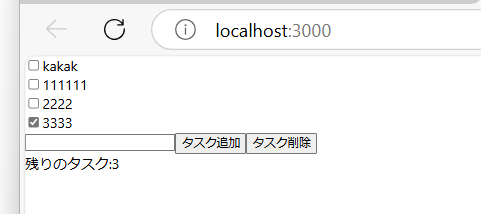 localhost:3000
kakak
111111
2222
3333
タスク追加 タスク削除
残りのタスク:3